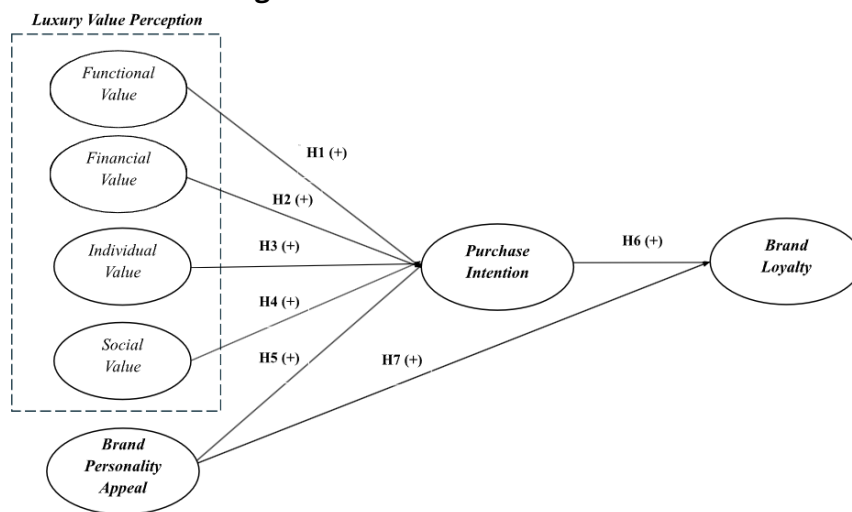 Luxury Value Perception
Functional
Value
H1 (+)
Financial
Value
H2 (+)
Individual
Value
H3 (+)
Purchase
Intention
H6 (+)
Brand
Loyalty
H4 (+)
Social
Value
H5 (+)
H7 (+)
Brand
Personality
Appeal